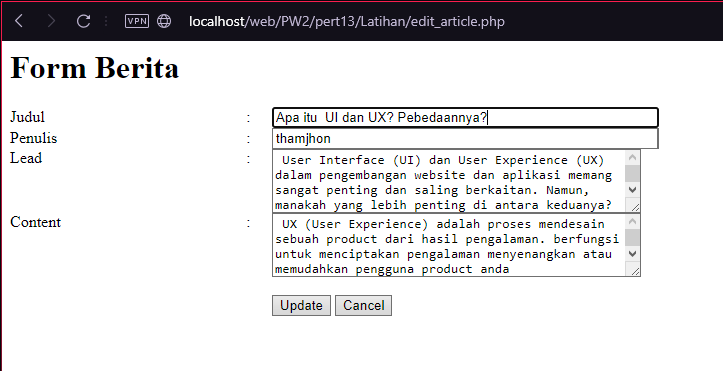 VPN localhost/web/PW2/pert13/Latihan/edit_article.php
Form Berita
Judul : Apa itu  UI dan UX? Pebedaannya?
Penulis : thamjhon
Lead : User Interface (UI) dan User Experience (UX)
dalam pengembangan website dan aplikasi memang
sangat penting dan saling berkaitan. Namun,
manakah yang lebih penting di antara keduanya?
Content : UX (User Experience) adalah proses mendesain
sebuah product dari hasil pengalaman. berfungsi
untuk menciptakan pengalaman menyenangkan atau
memudahkan pengguna product anda
Update Cancel